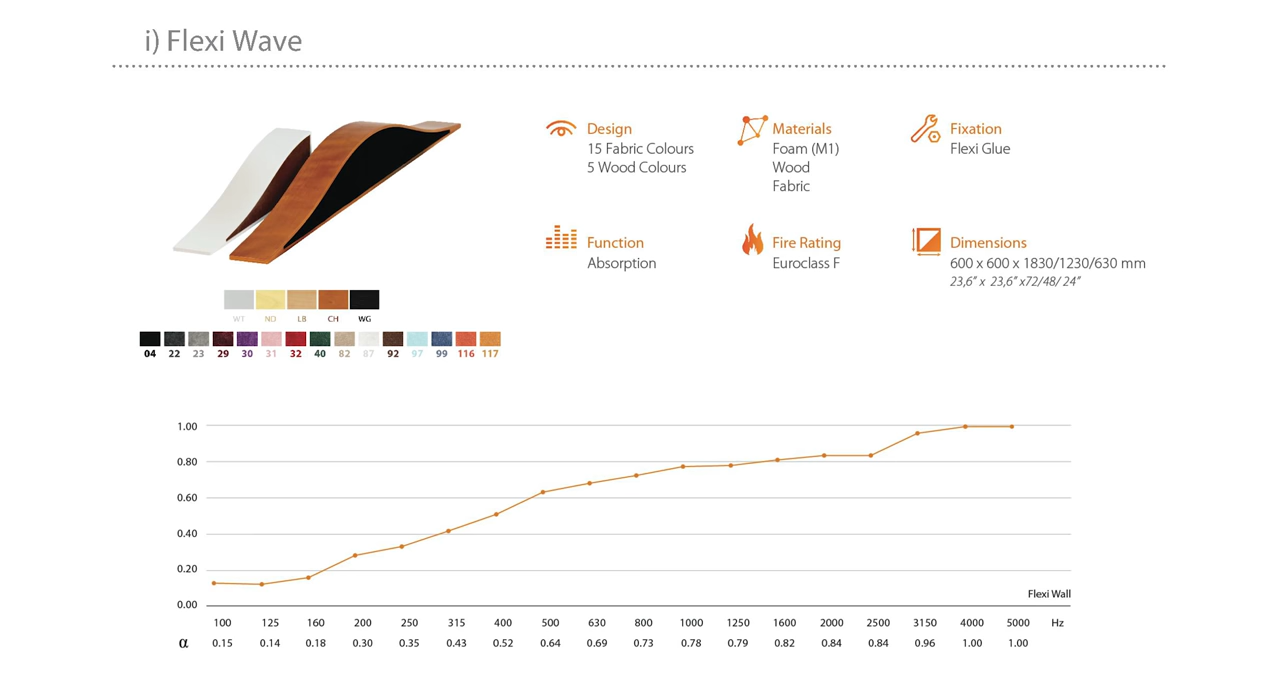 i) Flexi Wave
Design
15 Fabric Colours
5 Wood Colours
Materials
Foam (M1)
Wood
Fabric
Fixation
Flexi Glue
Function
Absorption
Fire Rating
Euroclass F
Dimensions
600 x 600 x 1830/1230/630 mm
23,6” x 23,6” x72/48/ 24”
WT NO LB CH WG
04 22 23 29 30 31 32 40 82 87 92 97 99 116 117
1.00
0.80
0.60
0.40
0.20
0.00
Flexi Wall
100 125 160 200 250 315 400 500 630 800 1000 1250 1600 2000 2500 3150 4000 5000 Hz
α 0.15 0.14 0.18 0.30 0.35 0.43 0.52 0.64 0.69 0.73 0.78 0.79 0.82 0.84 0.84 0.96 1.00 1.00